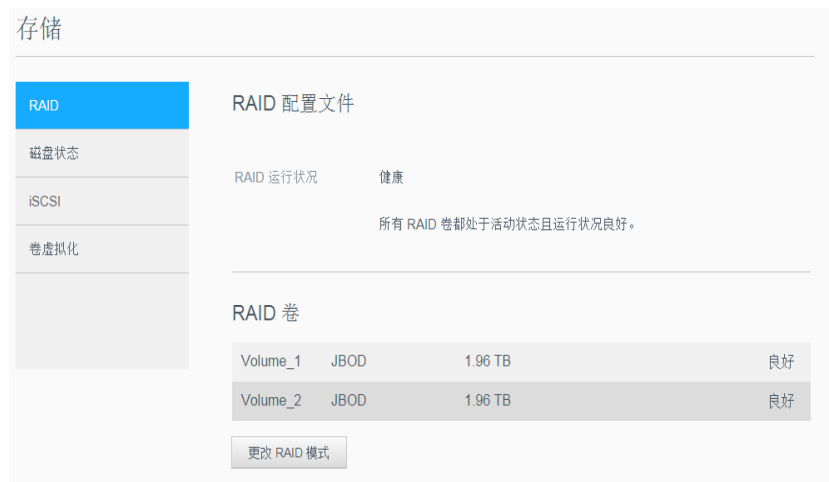 存储
RAID
磁盘状态
iSCSI
卷虚拟化
RAID 配置文件
RAID 运行状况 健康
所有 RAID 卷都处于活动状态且运行状况良好。
RAID 卷
Volume_1 JBOD 1.96 TB 良好
Volume_2 JBOD 1.96 TB 良好
更改 RAID 模式